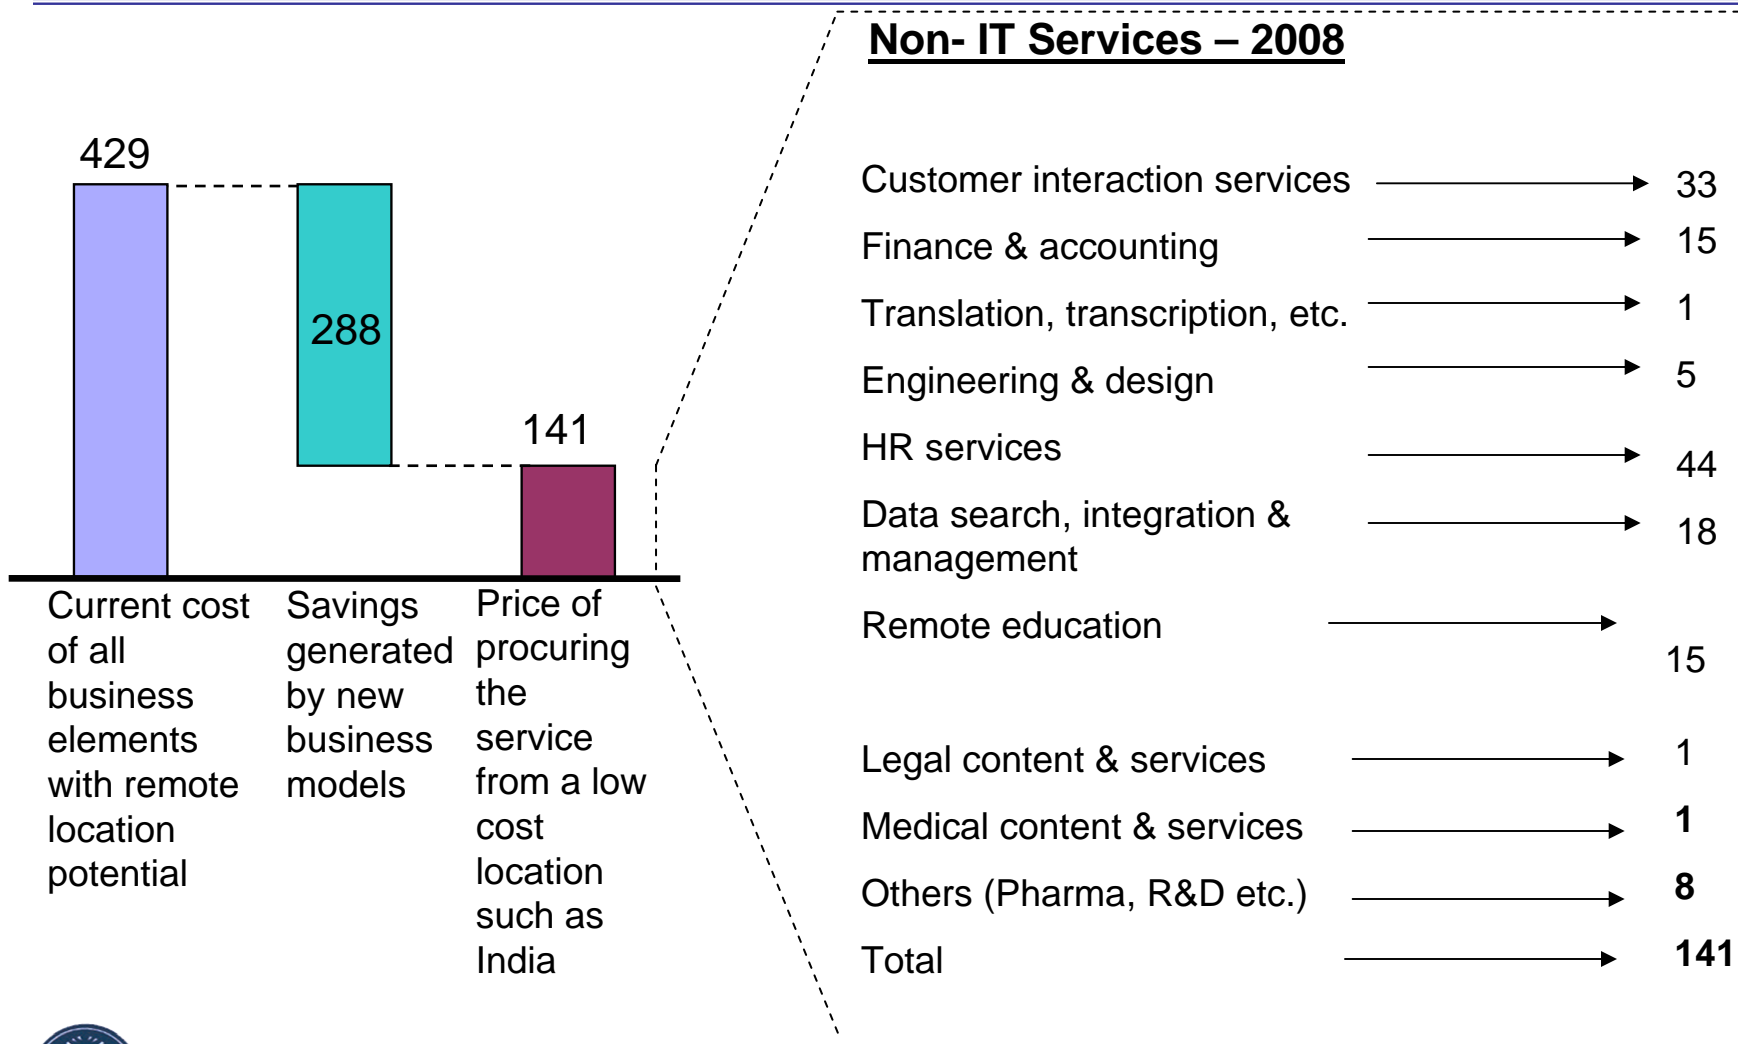 Non- IT Services – 2008
429
288
141
Current cost
of all
business
elements
with remote
location
potential
Savings
generated
by new
business
models
Price of
procuring
the
service
from a low
cost
location
such as
India
Customer interaction services 33
Finance & accounting 15
Translation, transcription, etc. 1
Engineering & design 5
HR services 44
Data search, integration & 18
management
Remote education 15
Legal content & services 1
Medical content & services 1
Others (Pharma, R&D etc.) 8
Total 141